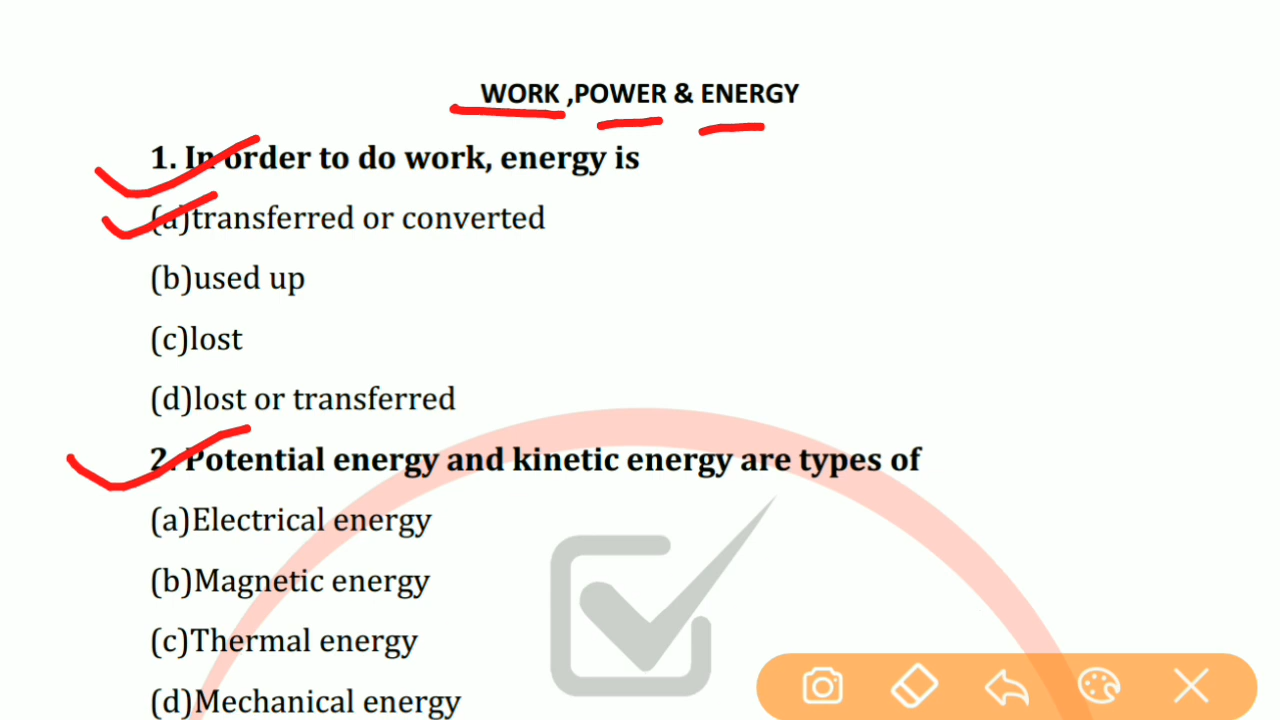 WORK ,POWER & ENERGY
1. In order to do work, energy is
(a)transferred or converted
(b)used up
(c)lost
(d)lost or transferred
2. Potential energy and kinetic energy are types of
(a)Electrical energy
(b)Magnetic energy
(c)Thermal energy
(d)Mechanical energy